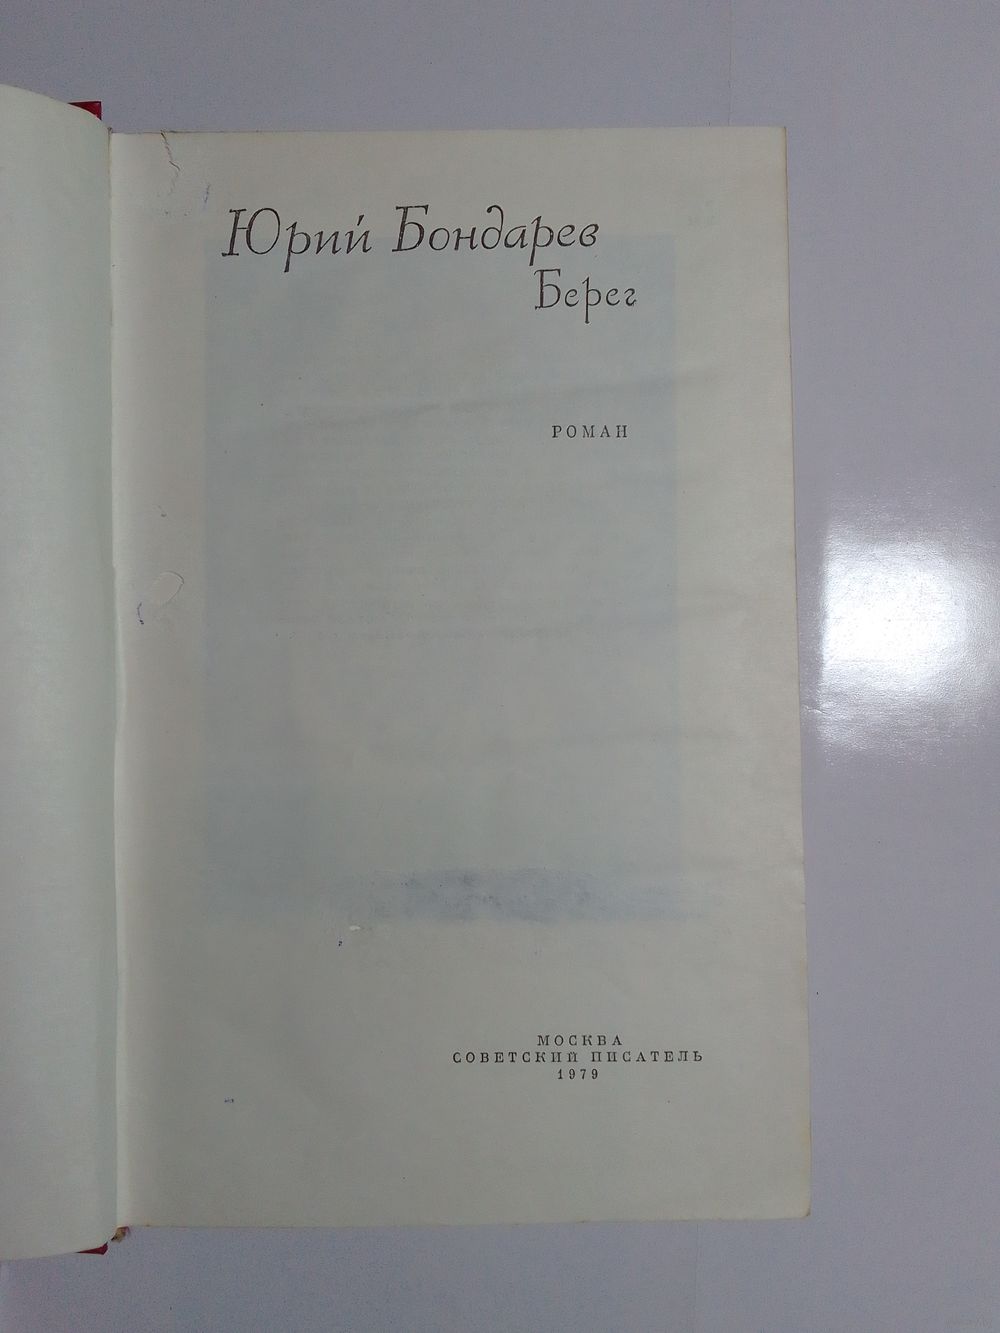 Юрий Бондарев
Берег
РОМАН
МОСКВА
СОВЕТСКИЙ ПИСАТЕЛЬ
1979